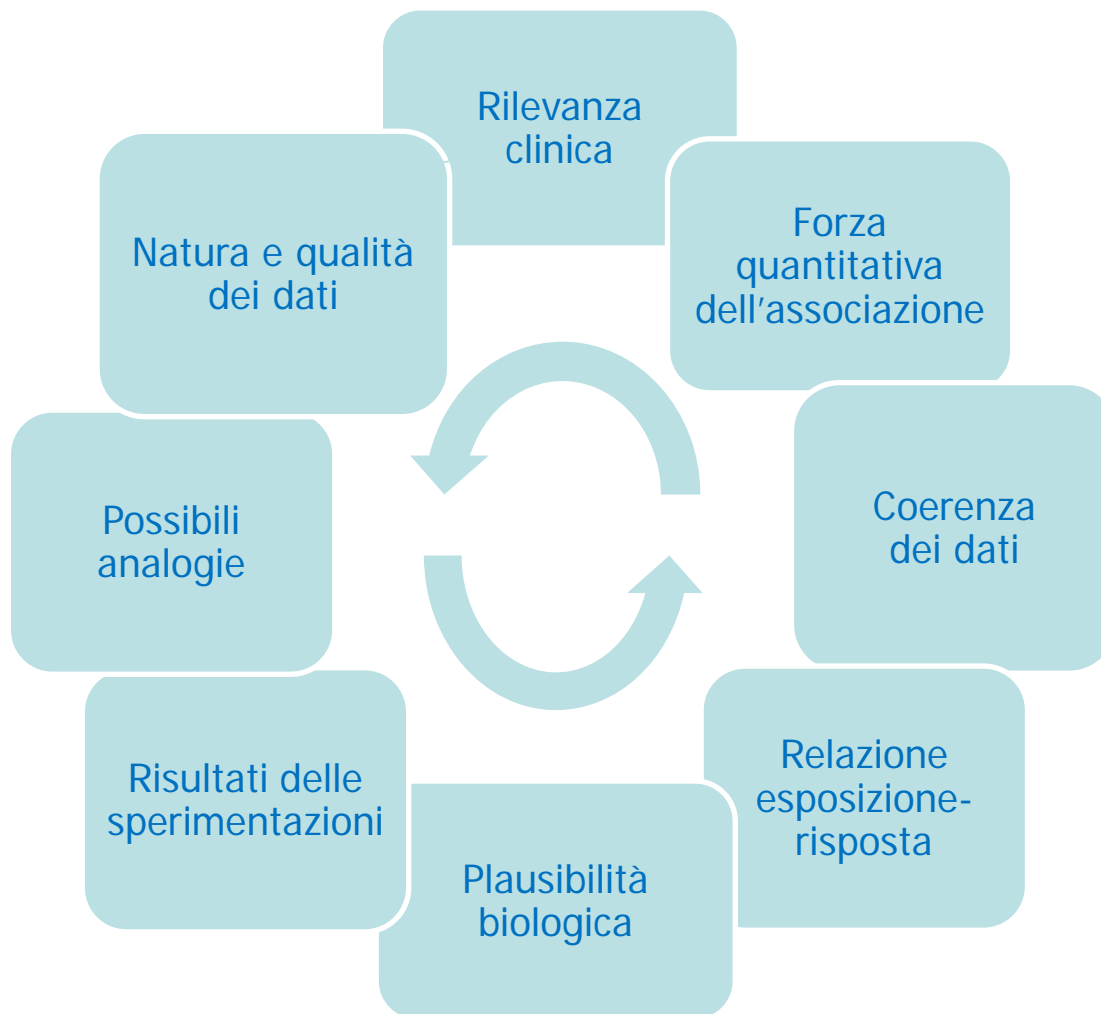 Rilevanza
clinica
Forza
quantitativa
dell'associazione
Coerenza
dei dati
Relazione
esposizione-
risposta
Plausibilità
biologica
Risultati delle
sperimentazioni
Possibili
analogie
Natura e qualità
dei dati